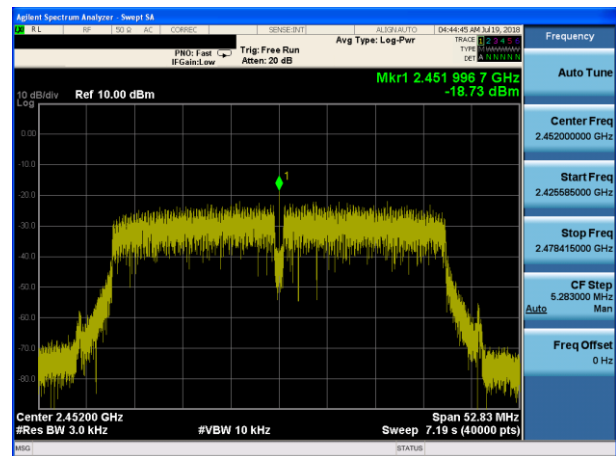 Agilent Spectrum Analyzer - Swept SA
RL RF 50 Ω AC CORREC SENSE:INT ALIGN AUTO 04:44:45 AM Jul 19, 2018
Frequency
PNO: Fast
IFGain:Low
Trig: Free Run
Atten: 20 dB
Avg Type: Log-Pwr
TRACE 1 2 3 4 5 6
TYPE
DET A N N N N N
Mkr1 2.451 996 7 GHz
-18.73 dBm
10 dB/div Ref 10.00 dBm
Log
0.00
-10.0
-20.0
-30.0
-40.0
-50.0
-60.0
-70.0
-80.0
1
Center 2.45200 GHz Span 52.83 MHz
#Res BW 3.0 kHz #VBW 10 kHz Sweep 7.19 s (40000 pts)
MSG STATUS
Auto Tune
Center Freq
2.452000000 GHz
Start Freq
2.425585000 GHz
Stop Freq
2.478415000 GHz
CF Step
5.283000 MHz
Auto Man
Freq Offset
0 Hz